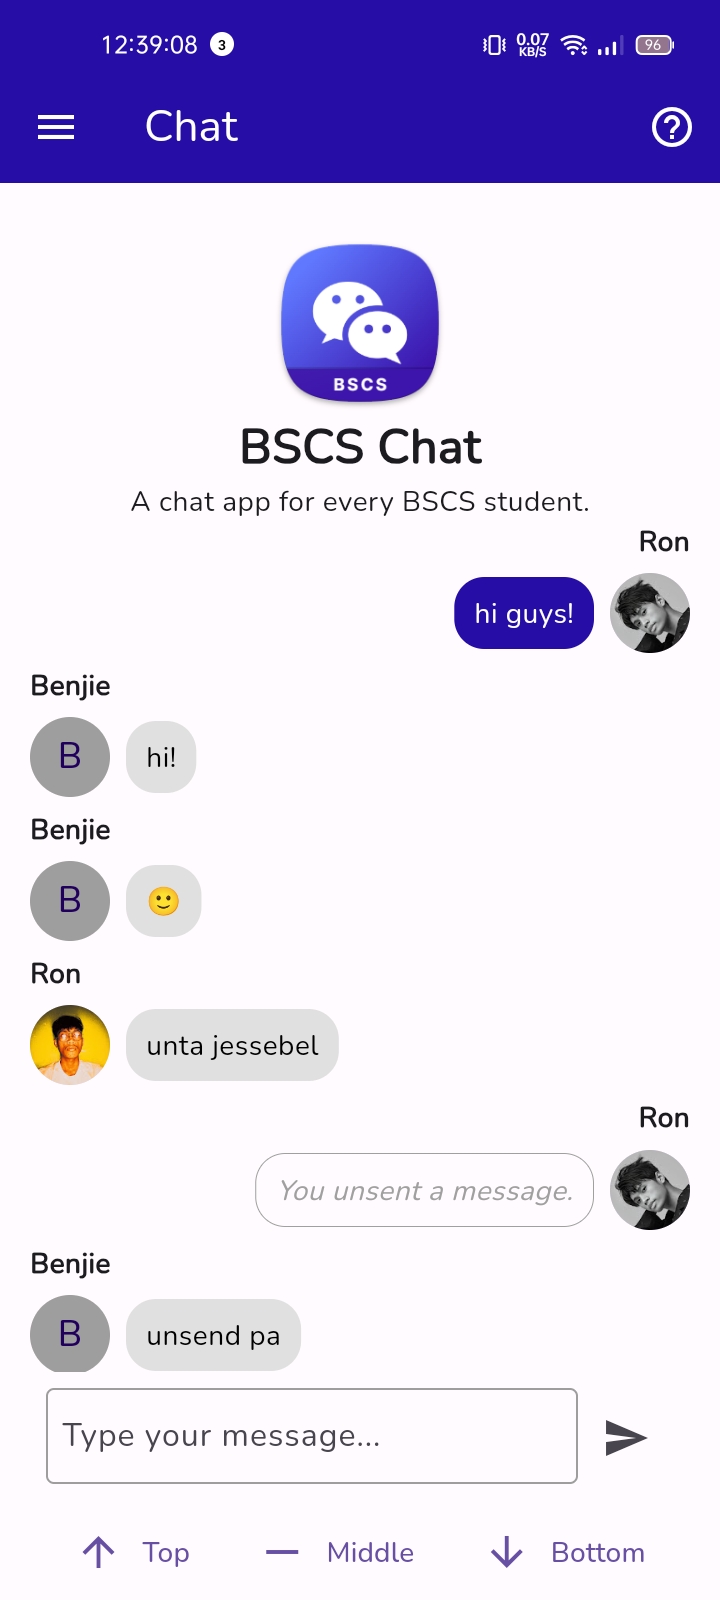 12:39:08 3 0.07 KB/S 96
Chat
BSCS
BSCS Chat
A chat app for every BSCS student.
Ron
hi guys!
Benjie
B hi!
Benjie
B 🙂
Ron
unta jessebel
Ron
You unsent a message.
Benjie
B unsend pa
Type your message...
Top Middle Bottom